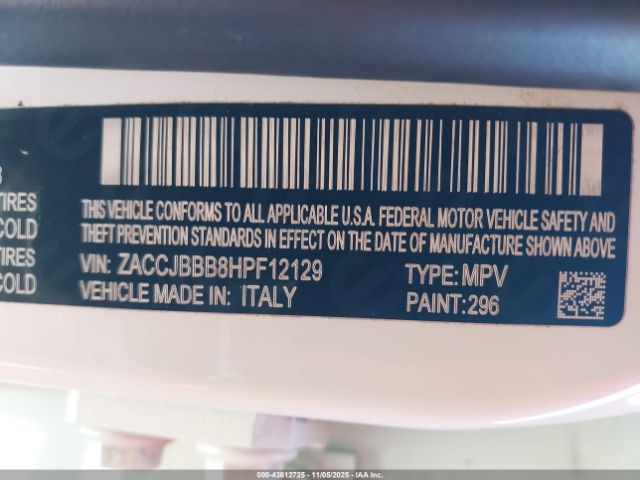 3
TIRES
COLD
TIRES
COLD
THIS VEHICLE CONFORMS TO ALL APPLICABLE U.S.A. FEDERAL MOTOR VEHICLE SAFETY AND
THEFT PREVENTION STANDARDS IN EFFECT ON THE DATE OF MANUFACTURE SHOWN ABOVE
VIN: ZACCJBBB8HPF12129 TYPE: MPV
VEHICLE MADE IN: ITALY PAINT: 296
000-43612725 - 11/05/2025 - IAA Inc.